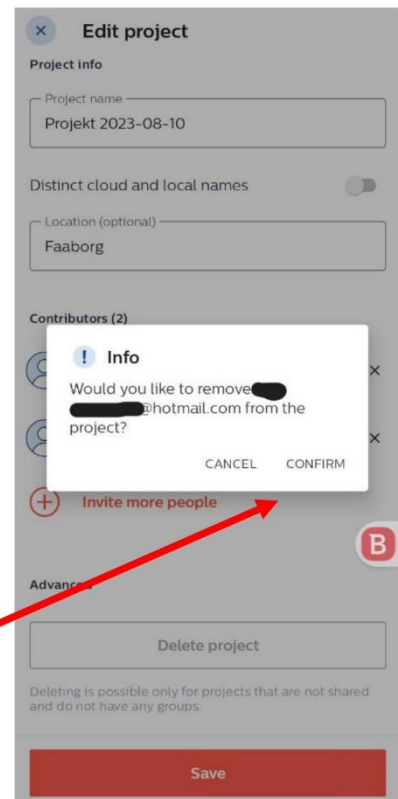 Edit project
Project info
Project name
Projekt 2023-08-10
Distinct cloud and local names
Location (optional)
Faaborg
Contributors (2)
! Info
Would you like to remove
@hotmail.com from the
project?
CANCEL CONFIRM
Invite more people
B
Advanced
Delete project
Deleting is possible only for projects that are not shared
and do not have any groups.
Save